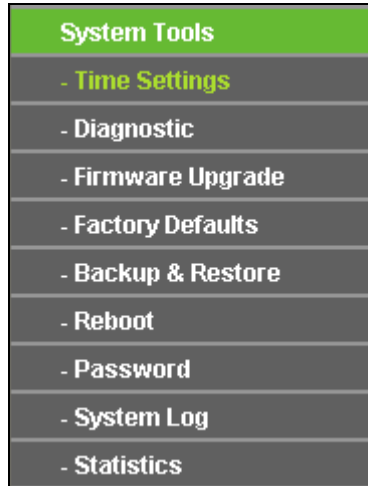 System Tools
- Time Settings
- Diagnostic
- Firmware Upgrade
- Factory Defaults
- Backup & Restore
- Reboot
- Password
- System Log
- Statistics